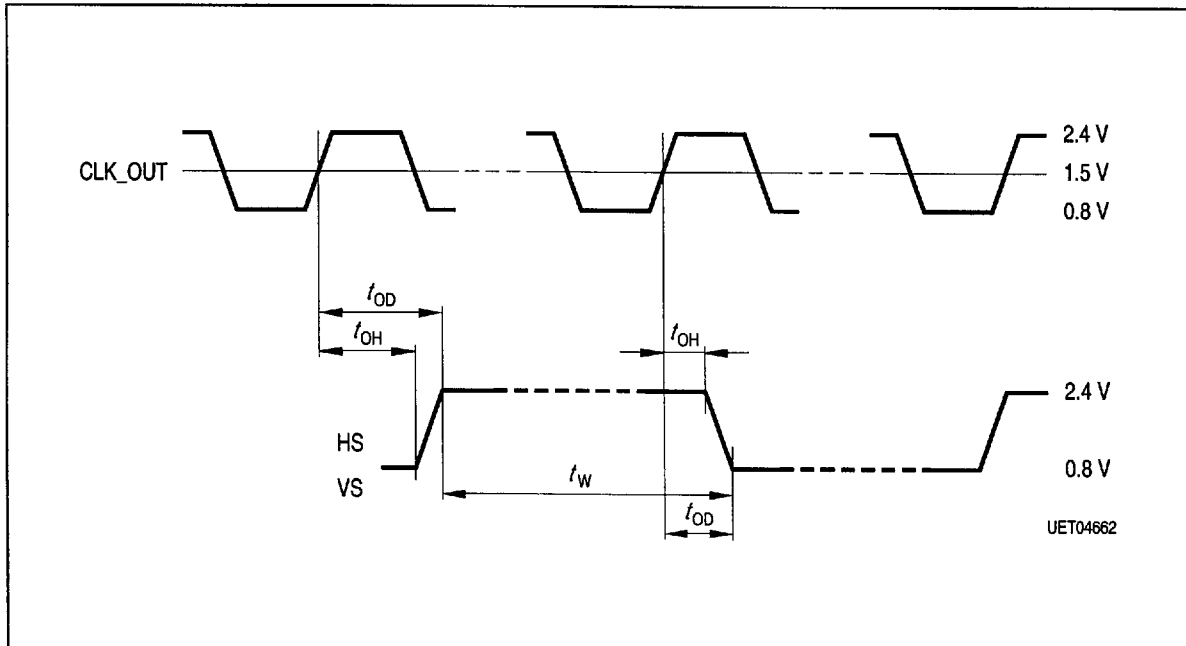 2.4 V
CLK_OUT
1.5 V
0.8 V
tOD
tOH
tOH
2.4 V
HS
0.8 V
VS
tW
tOD
UET04662